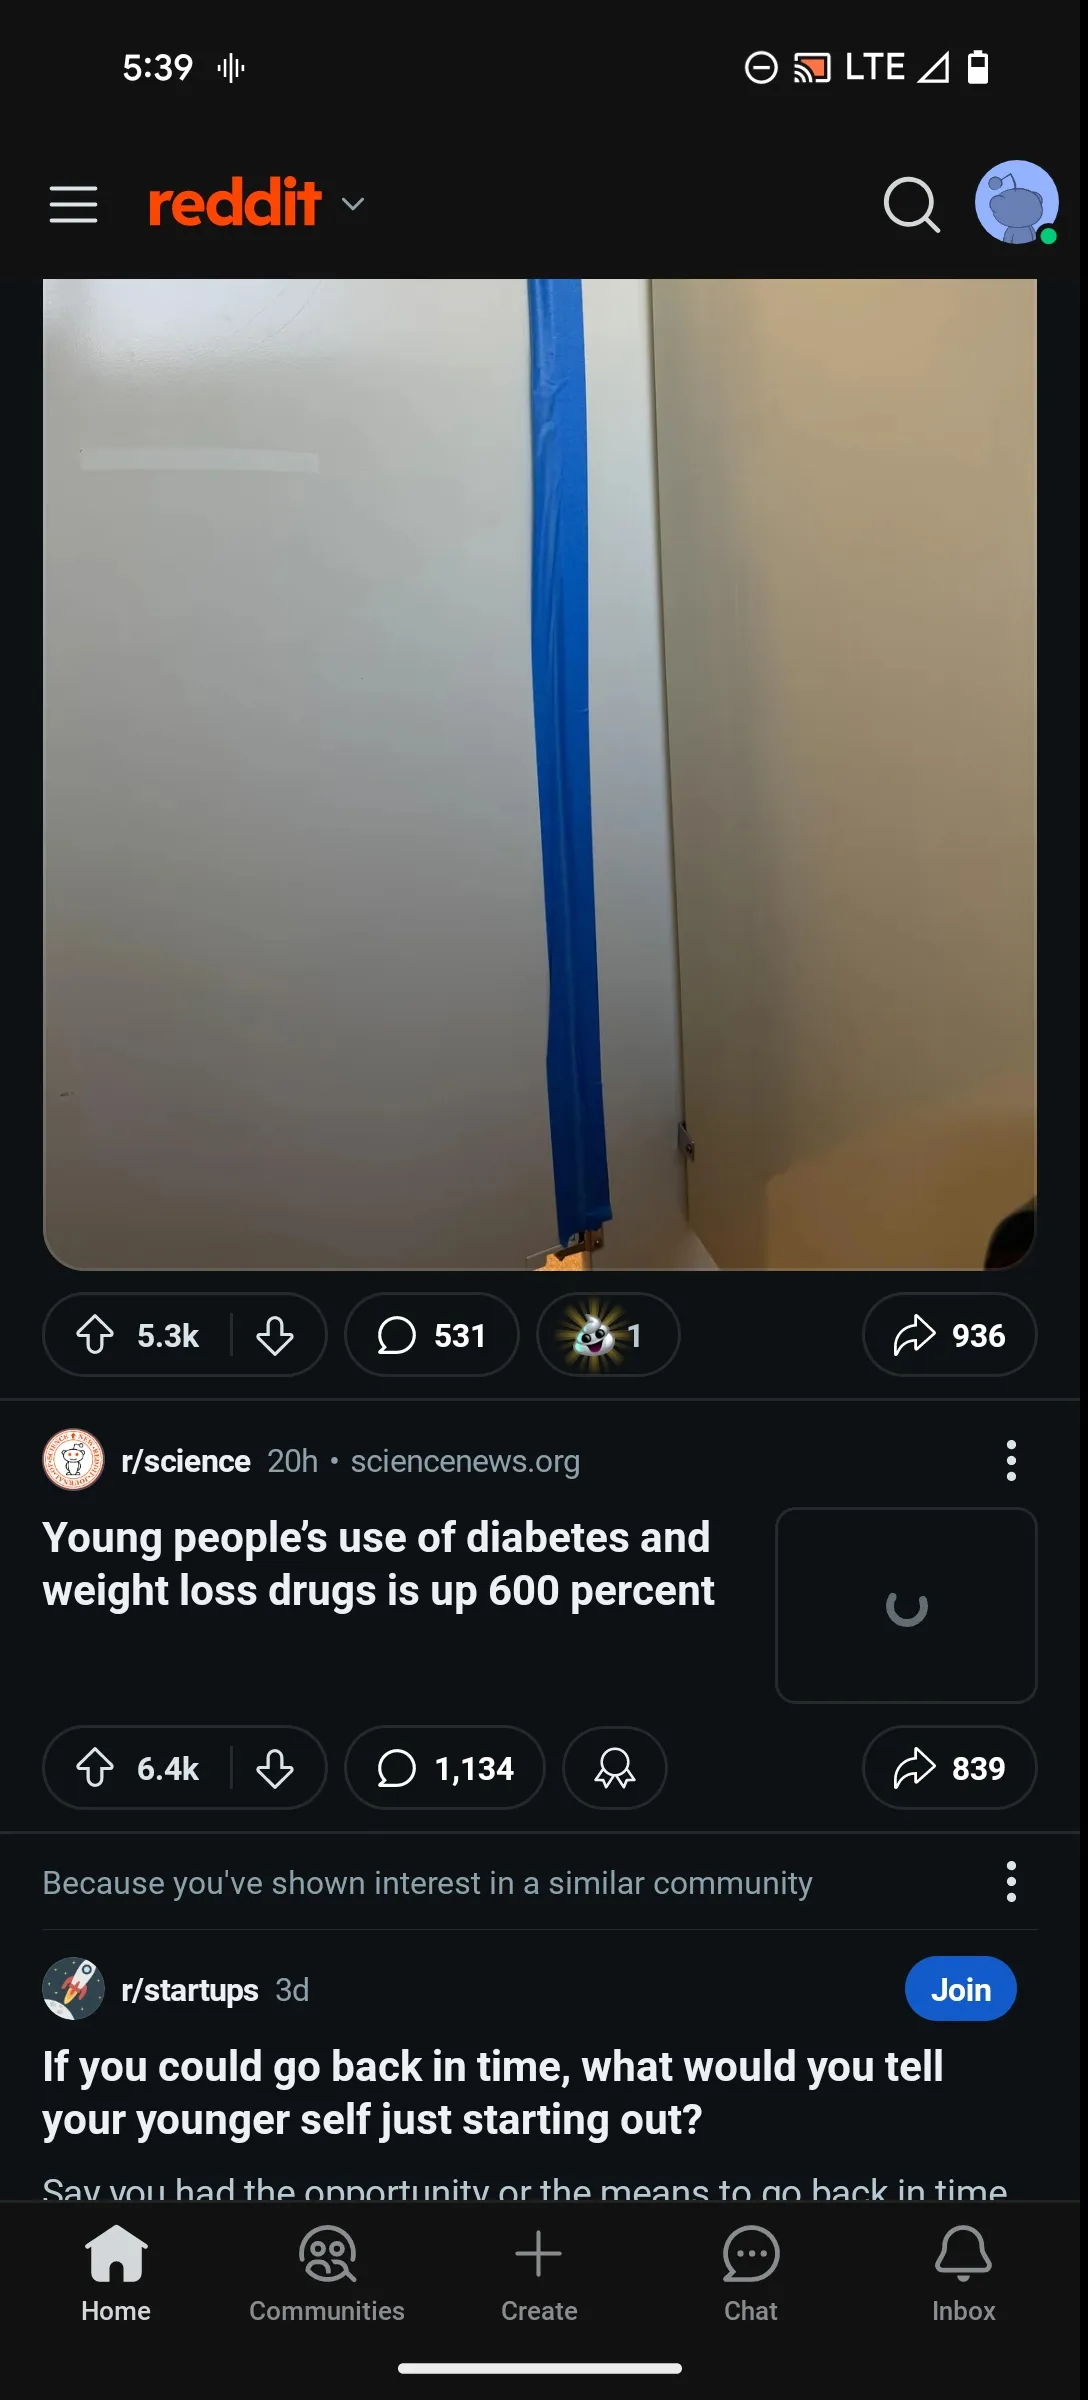 5:39 LTE
reddit
5.3k 531 1 936
r/science 20h • sciencenews.org
Young people’s use of diabetes and
weight loss drugs is up 600 percent
6.4k 1,134 839
Because you've shown interest in a similar community
r/startups 3d Join
If you could go back in time, what would you tell
your younger self just starting out?
Say you had the opportunity or the means to go back in time
Home Communities Create Chat Inbox